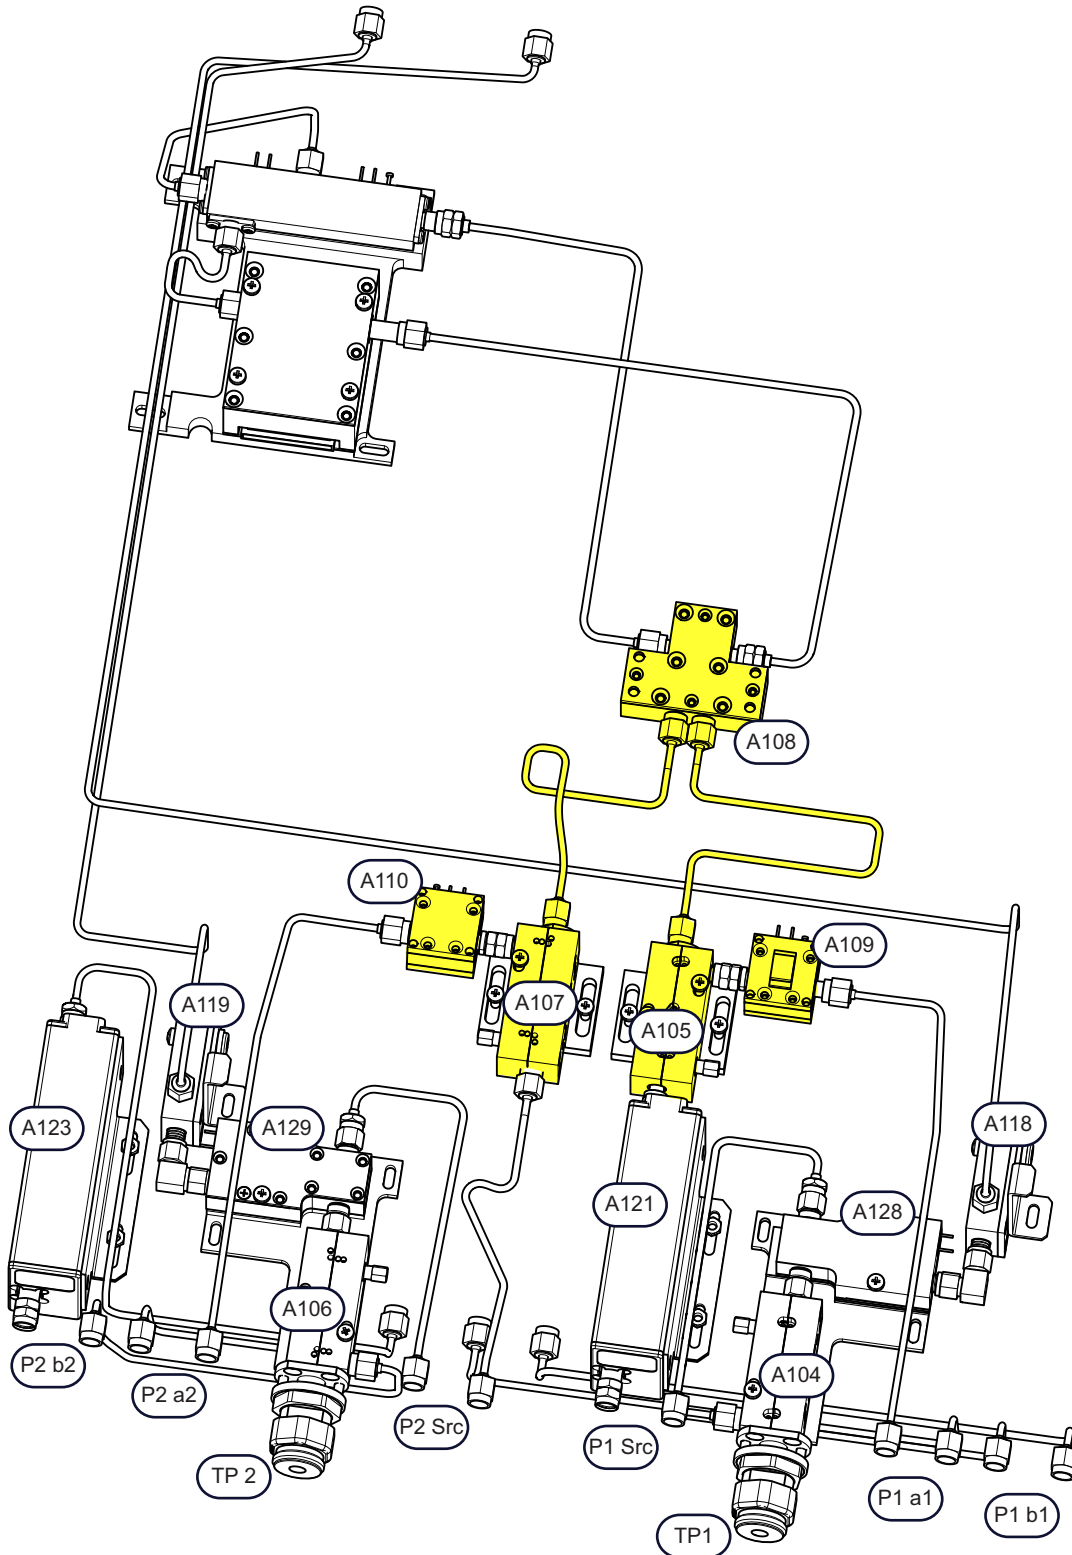 A108
A110
A109
A107
A119
A105
A123
A129
A118
A121
A128
A106
P2 b2
A104
P2 a2
P2 Src
P1 Src
TP 2
P1 a1
P1 b1
TP1